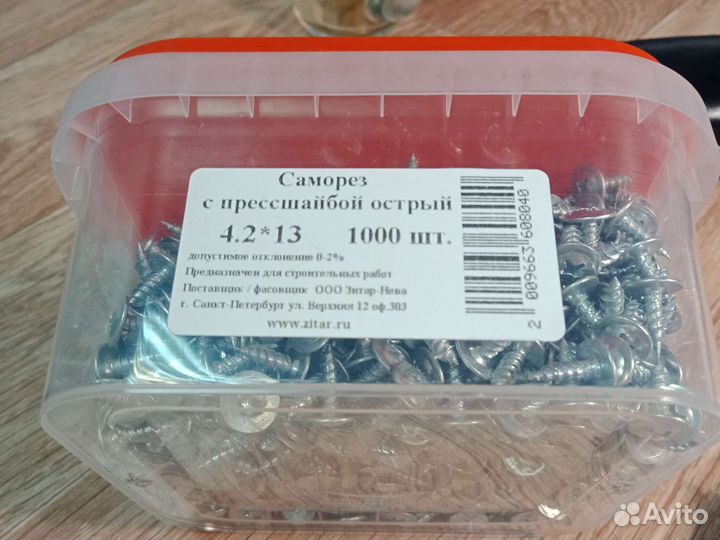 Саморез
с прессшайбой острый
4.2*13 1000 шт.
допустимое отклонение 0-2%
Предназначен для строительных работ
Поставщик / фасовщик ООО Зитар-Нева
г. Санкт-Петербург ул. Верхняя 12 оф.303
www.zitar.ru
2 009663 608040
Avito